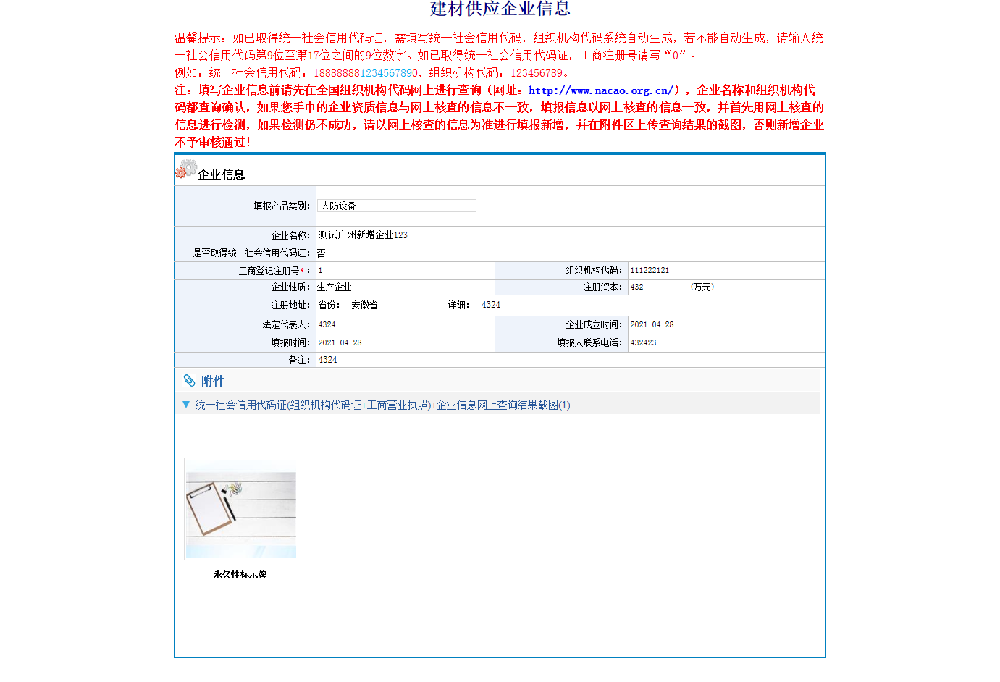 建材供应企业信息
温馨提示：如已取得统一社会信用代码证，需填写统一社会信用代码，组织机构代码系统自动生成，若不能自动生成，请输入统
一社会信用代码第9位至第17位之间的9位数字。如已取得统一社会信用代码证，工商注册号请写“0”。
例如：统一社会信用代码：188888881234567890，组织机构代码：123456789。
注：填写企业信息前请先在全国组织机构代码网上进行查询（网址：http://www.nacao.org.cn/），企业名称和组织机构代
码都查询确认，如果您手中的企业资质信息与网上核查的信息不一致，填报信息以网上核查的信息一致，并首先用网上核查的
信息进行检测，如果检测仍不成功，请以网上核查的信息为准进行填报新增，并在附件区上传查询结果的截图，否则新增企业
不予审核通过！
企业信息
填报产品类别： 人防设备
企业名称： 测试广州新增企业123
是否取得统一社会信用代码证： 否
工商登记注册号*： 1 组织机构代码： 111222121
企业性质： 生产企业 注册资本： 432 (万元)
注册地址： 省份： 安徽省 详细： 4324
法定代表人： 4324 企业成立时间： 2021-04-28
填报时间： 2021-04-28 填报人联系电话： 432423
备注： 4324
附件
统一社会信用代码证(组织机构代码证+工商营业执照)+企业信息网上查询结果截图(1)
永久性标示牌